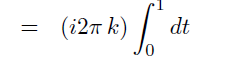 = (i2π k) ∫₀¹ dt